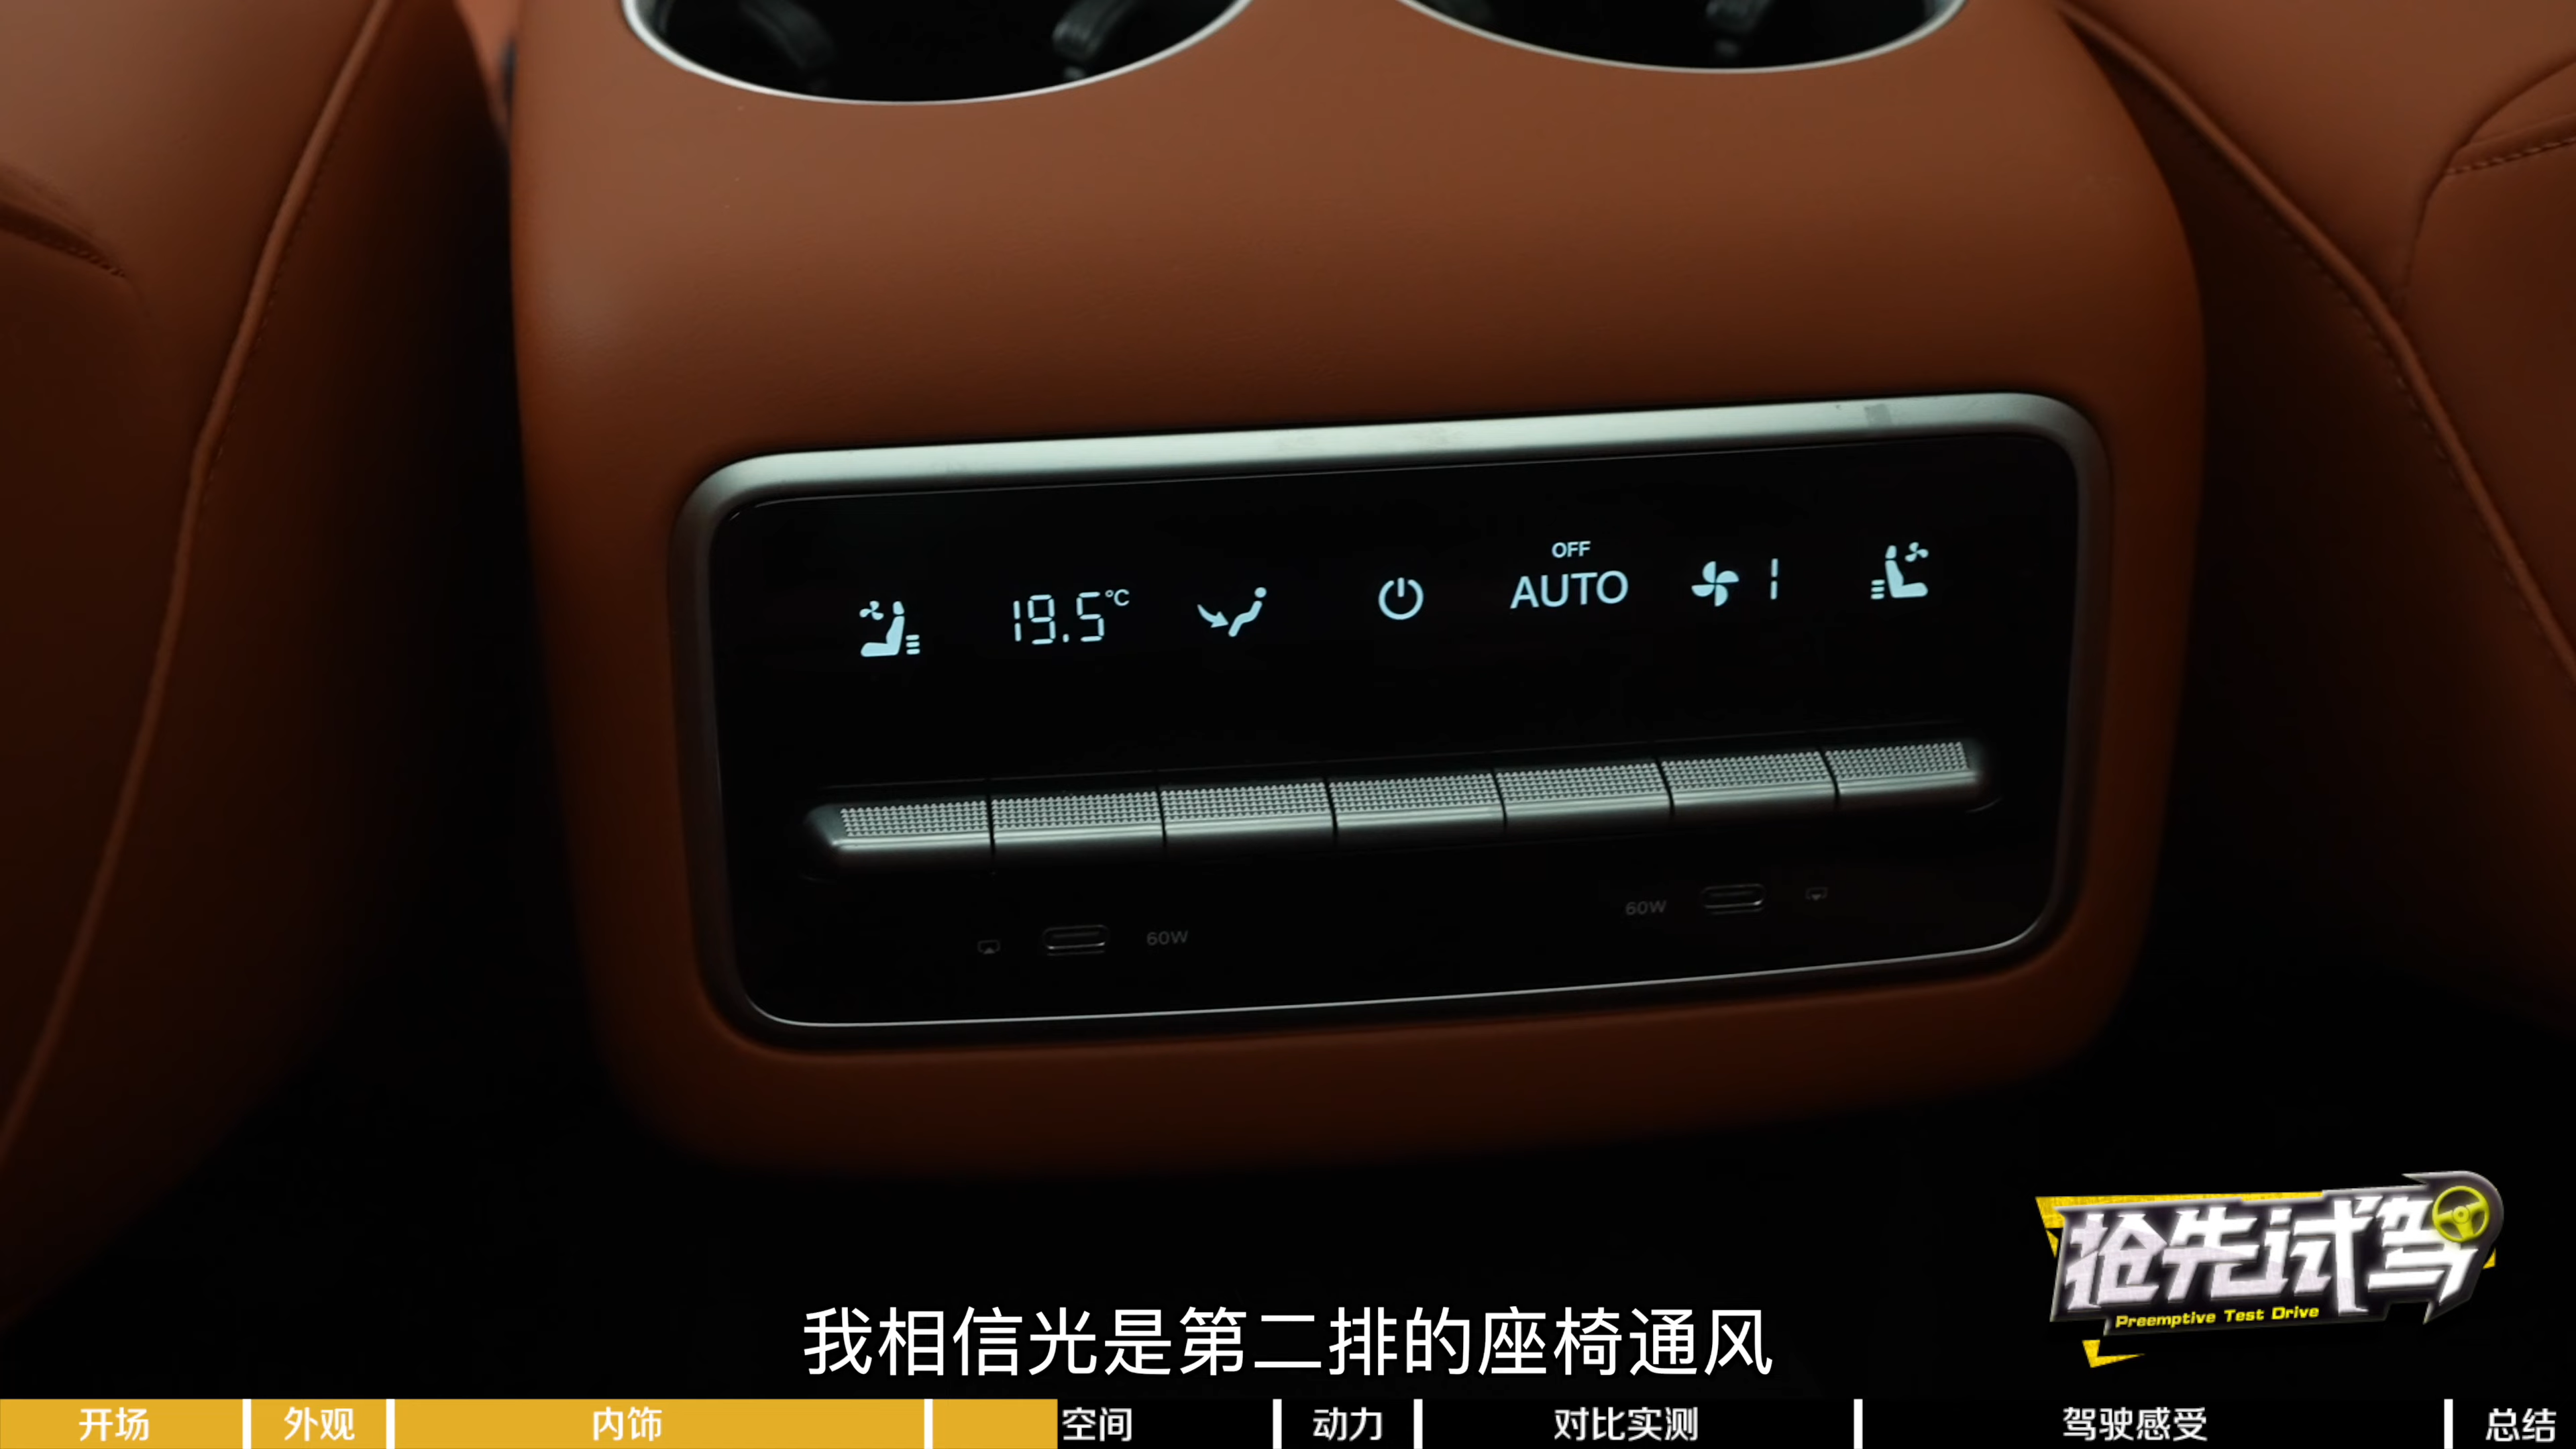 OFF
19.5°C AUTO 1
60W 60W
抢先试驾
Preemptive Test Drive
我相信光是第二排的座椅通风
开场 外观 内饰 空间 动力 对比实测 驾驶感受 总结